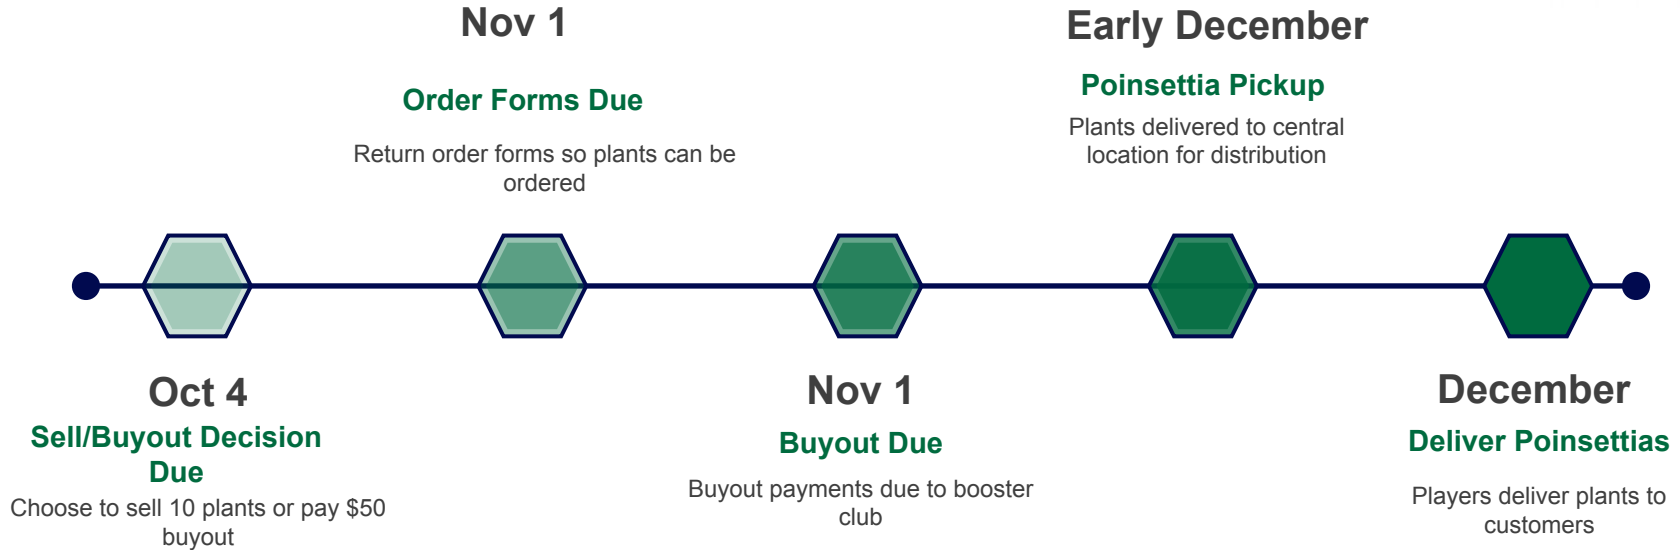 Nov 1
Order Forms Due
Return order forms so plants can be
ordered
Early December
Poinsettia Pickup
Plants delivered to central
location for distribution
Oct 4
Sell/Buyout Decision
Due
Choose to sell 10 plants or pay $50
buyout
Nov 1
Buyout Due
Buyout payments due to booster
club
December
Deliver Poinsettias
Players deliver plants to
customers